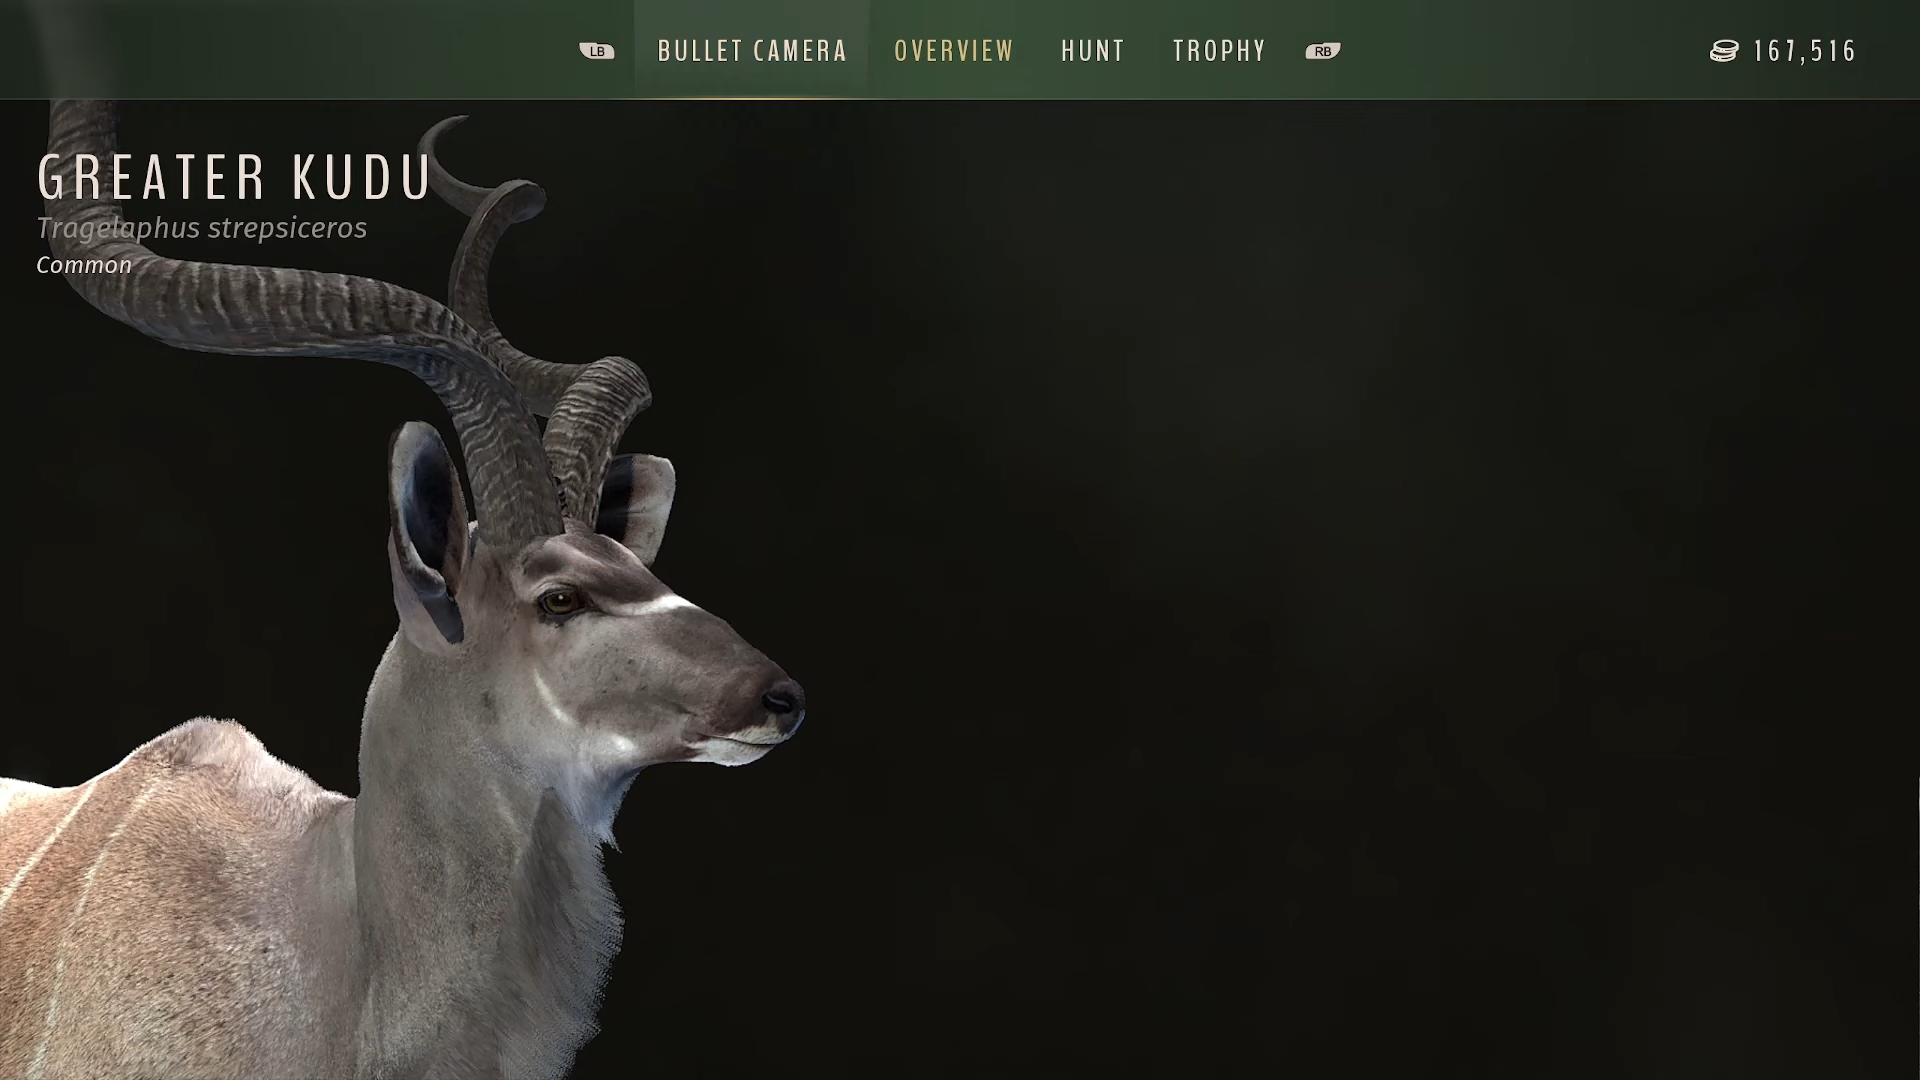 LB BULLET CAMERA OVERVIEW HUNT TROPHY RB 167,516
GREATER KUDU
Tragelaphus strepsiceros
Common